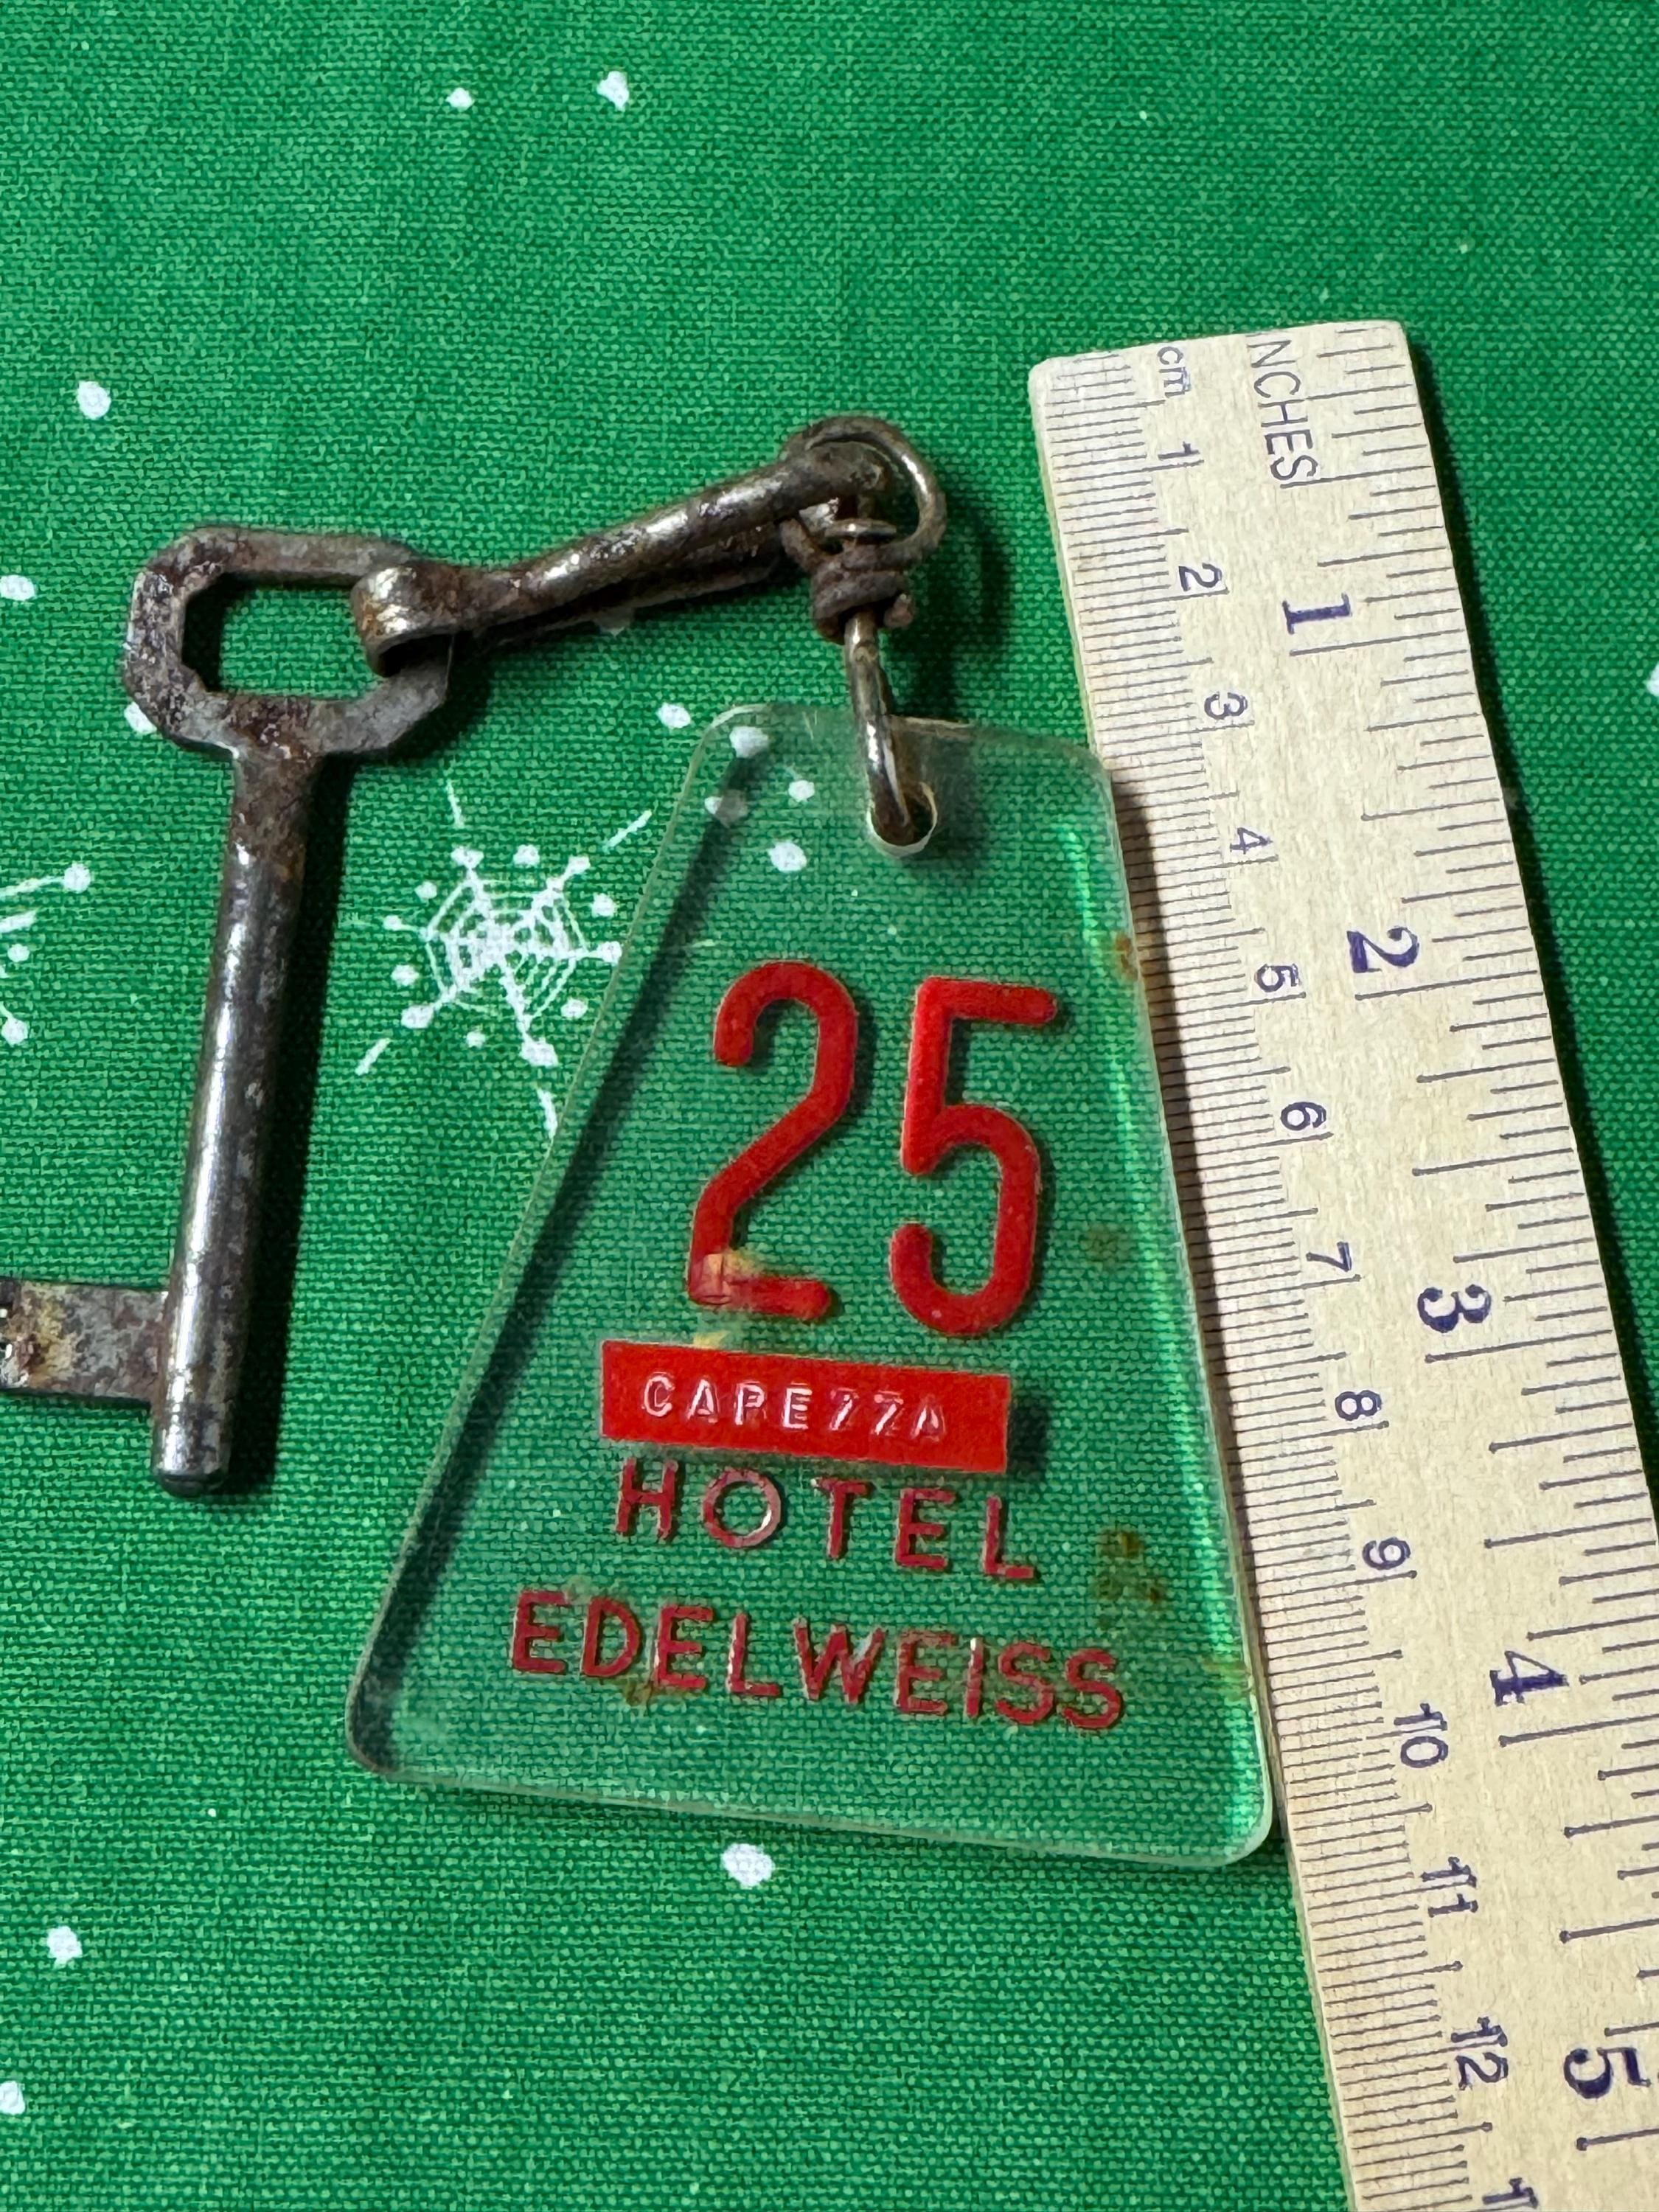 25
CAREZZA
HOTEL
EDELWEISS
cm 1 2 3 4 5 6 7 8 9 10 11 12
INCHES 1 2 3 4 5